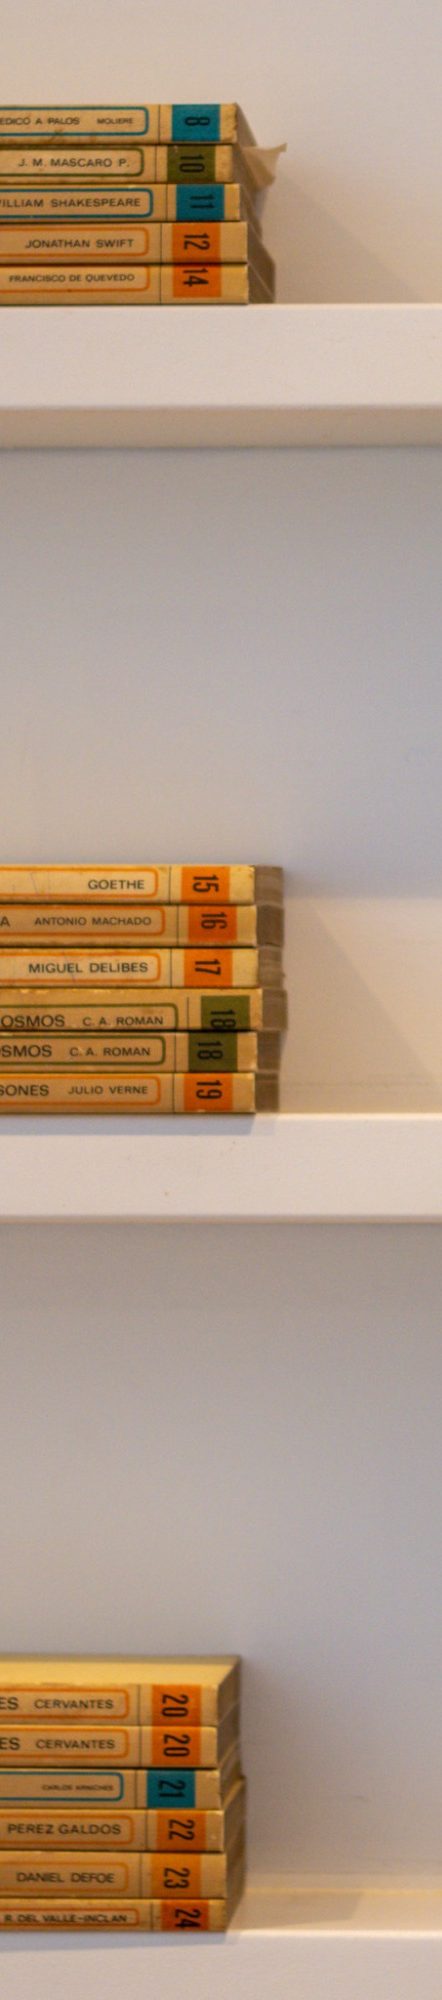 EDICO A PALOS MOLIERE 8
J. M. MASCARO P. 10
WILLIAM SHAKESPEARE 11
JONATHAN SWIFT 12
FRANCISCO DE QUEVEDO 14
GOETHE 15
A ANTONIO MACHADO 16
MIGUEL DELIBES 17
OSMOS C. A. ROMAN 18
OSMOS C. A. ROMAN 18
SONES JULIO VERNE 19
ES CERVANTES 20
ES CERVANTES 20
CARLOS ARNICHES 21
PEREZ GALDOS 22
DANIEL DEFOE 23
R. DEL VALLE-INCLAN 24